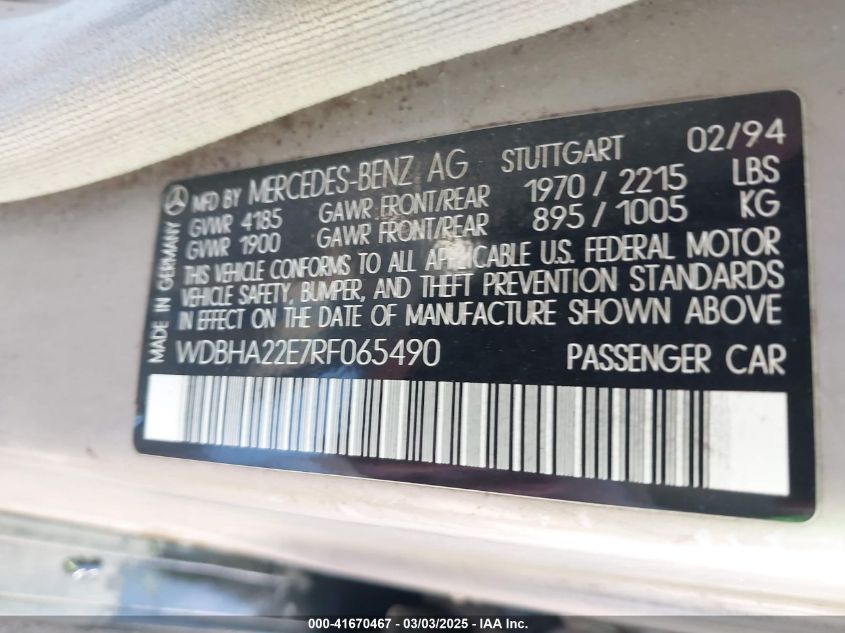 MFD BY MERCEDES-BENZ AG STUTTGART 02/94
GVWR 4185 GAWR FRONT/REAR 1970 / 2215 LBS
GVWR 1900 GAWR FRONT/REAR 895 / 1005 KG
THIS VEHICLE CONFORMS TO ALL APPLICABLE U.S. FEDERAL MOTOR
VEHICLE SAFETY, BUMPER, AND THEFT PREVENTION STANDARDS
IN EFFECT ON THE DATE OF MANUFACTURE SHOWN ABOVE
WDBHA22E7RF065490 PASSENGER CAR
MADE IN GERMANY
000-41670467 - 03/03/2025 - IAA Inc.